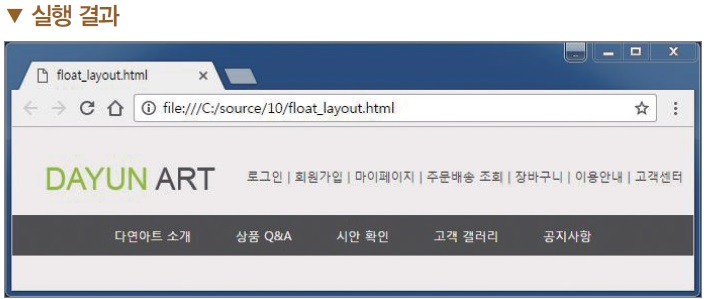 ▼ 실행 결과
float_layout.html
file:///C:/source/10/float_layout.html
DAYUN ART 로그인 | 회원가입 | 마이페이지 | 주문배송 조회 | 장바구니 | 이용안내 | 고객센터
다연아트 소개 상품 Q&A 시안 확인 고객 갤러리 공지사항